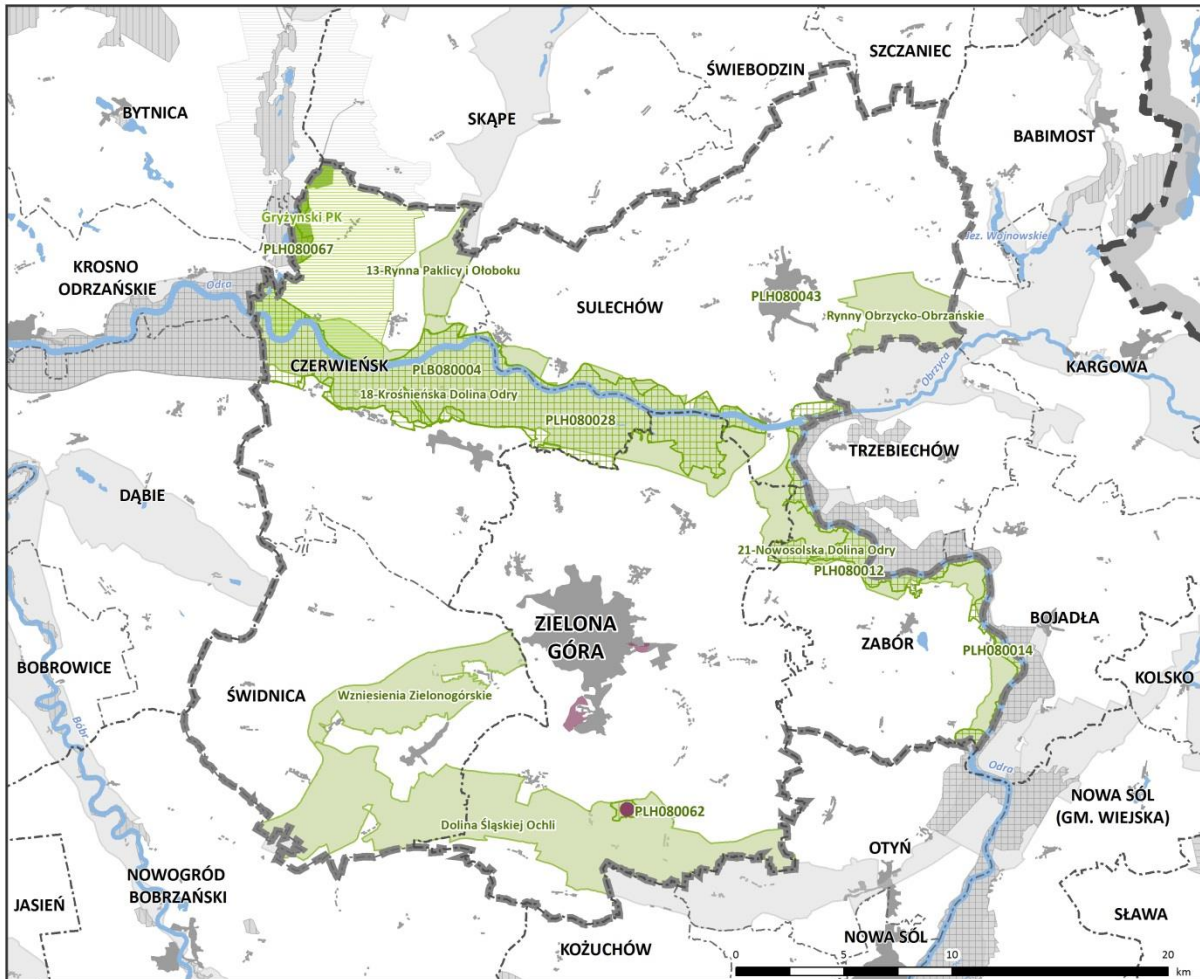 SZCZANIEC
ŚWIEBODZIN
BYTNICA
SKĄPE
BABIMOST
Gryżyński PK
PLH080067
Jez. Wojnowskie
KROSNO
ODRZAŃSKIE
Odra
13-Rynna Paklicy i Ołoboku
SULECHÓW
PLH080043
Rynny Obrzycko-Obrzańskie
CZERWIEŃSK
PLB080004
Obrzyca
KARGOWA
18-Krośnieńska Dolina Odry
PLH080028
TRZEBIECHÓW
DĄBIE
21-Nowosolska Dolina Odry
PLH080012
ZIELONA
GÓRA
ZABÓR
BOJADŁA
PLH080014
BOBROWICE
ŚWIDNICA
Wzniesienia Zielonogórskie
KOLSKO
Bóbr
Odra
NOWA SÓL
(GM. WIEJSKA)
PLH080062
Dolina Śląskiej Ochli
OTYŃ
NOWOGRÓD
BOBRZAŃSKI
JASIEŃ
SŁAWA
KOŻUCHÓW
NOWA SÓL
0 5 10 20
km